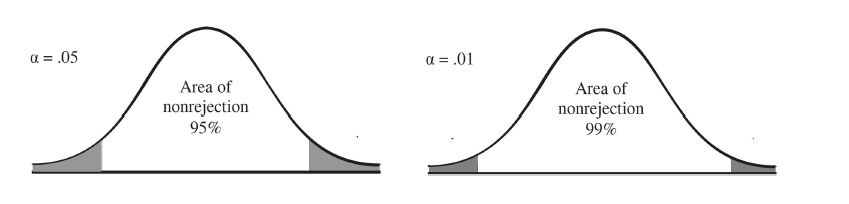 α = .05
Area of
nonrejection
95%
α = .01
Area of
nonrejection
99%